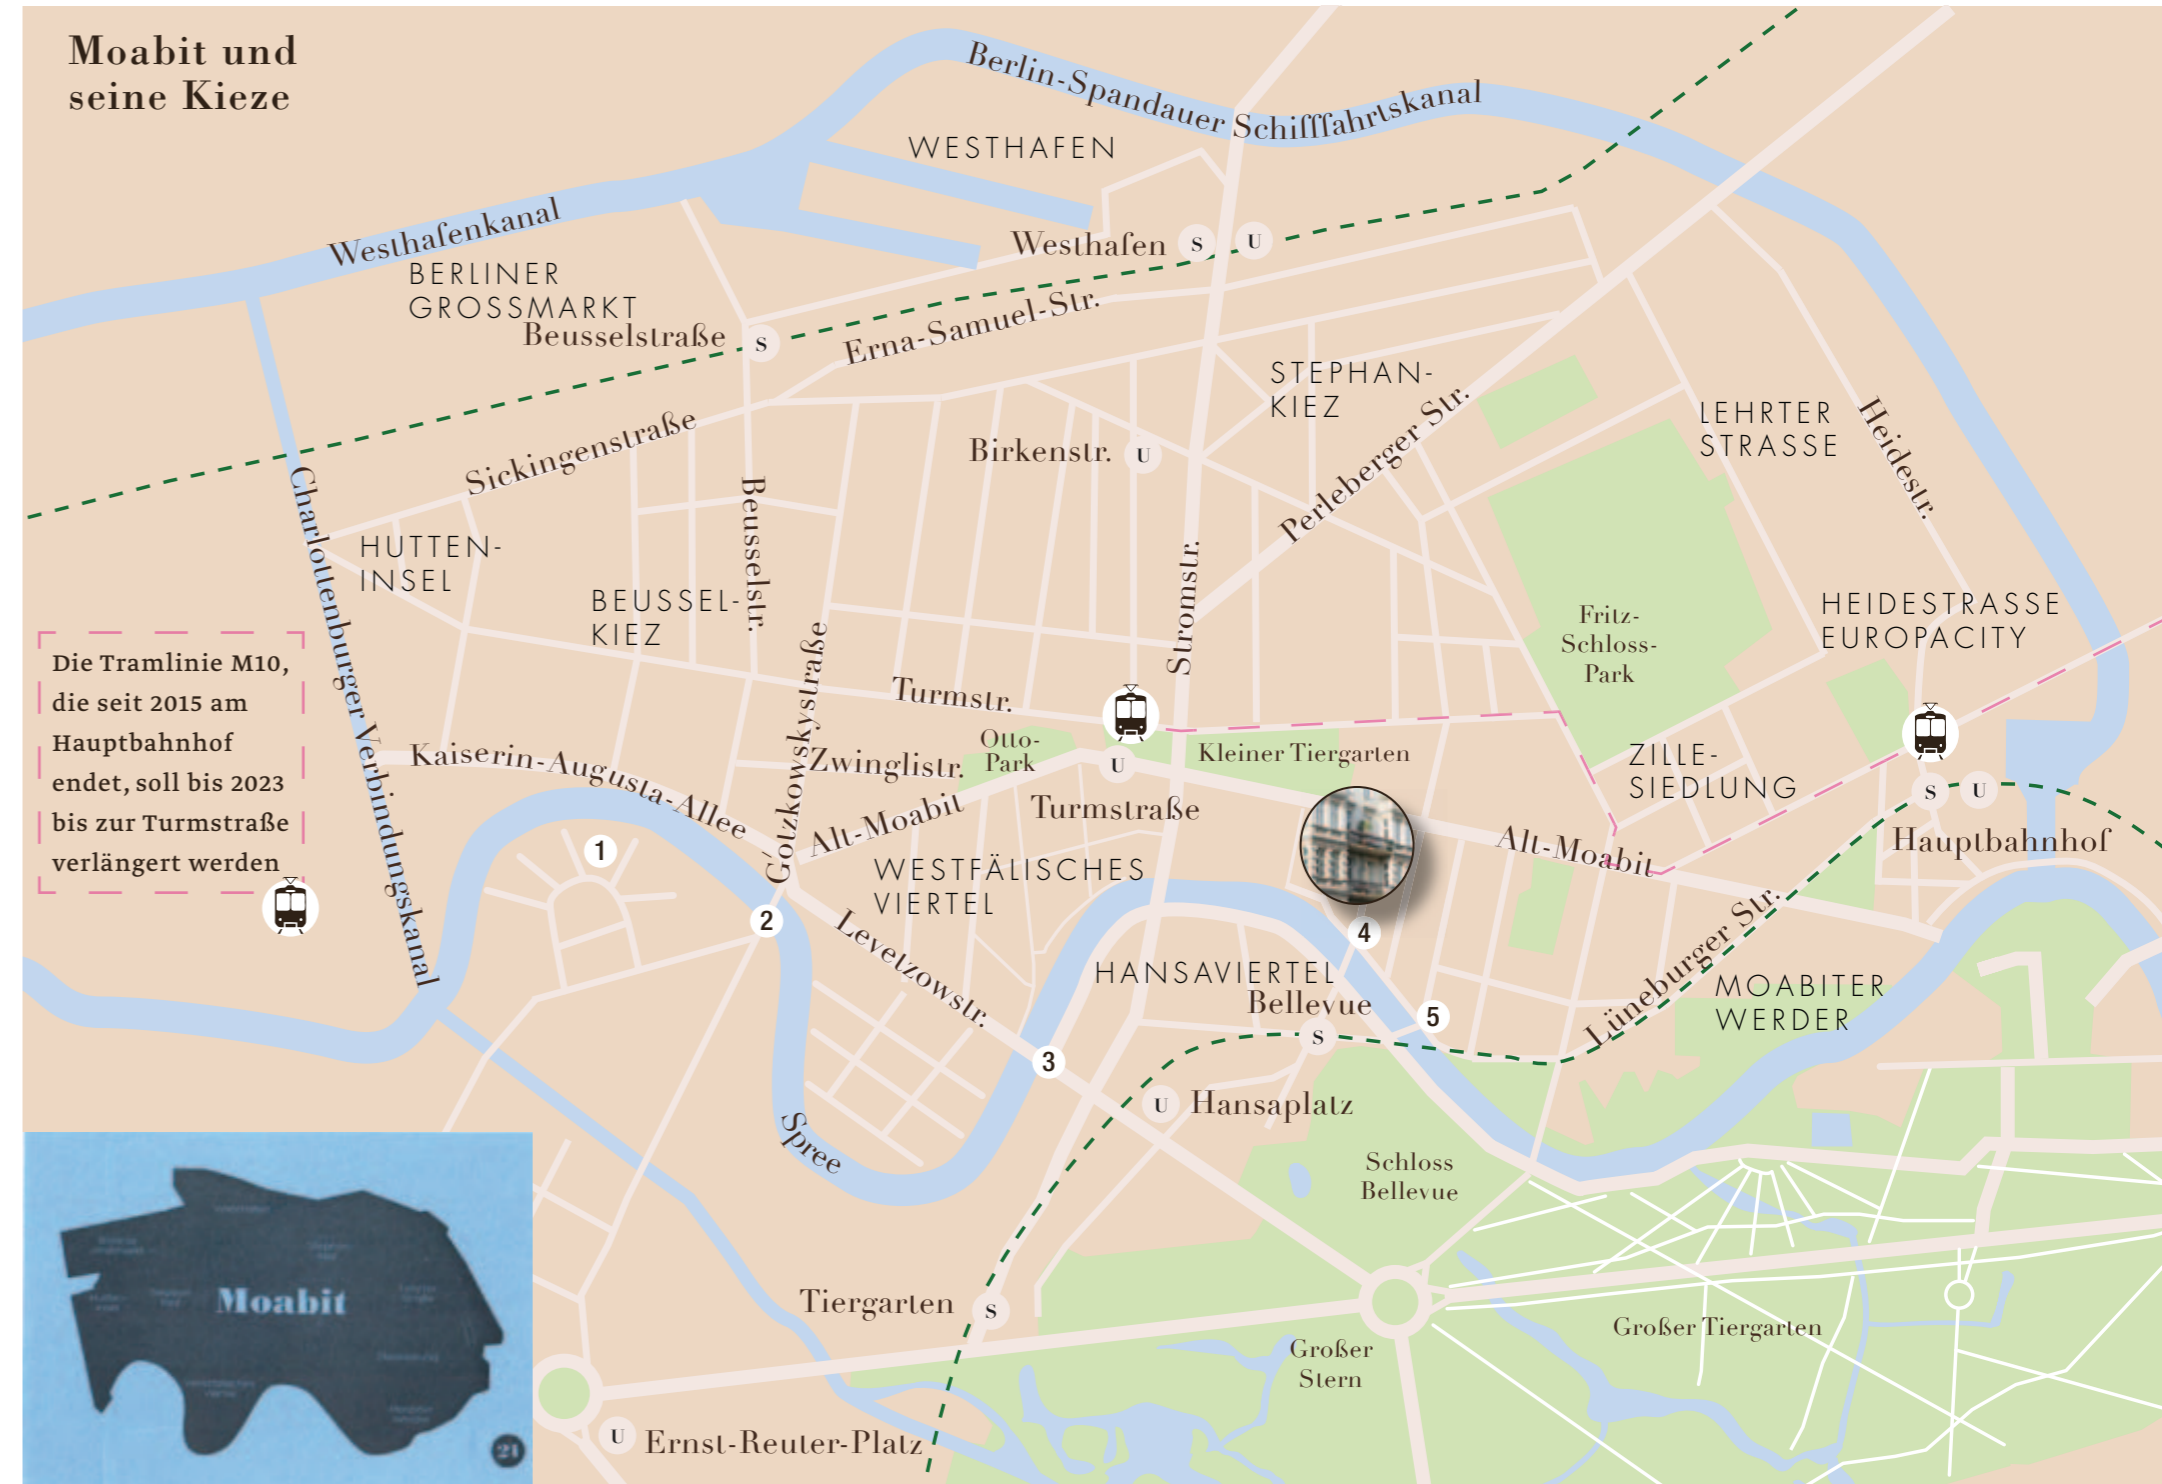 Moabit und
seine Kieze
Berlin-Spandauer Schifffahrtskanal
WESTHAFEN
Westhafenkanal
Westhafen S U
BERLINER
GROSSMARKT
Beusselstraße S
Erna-Samuel-Str.
STEPHAN-
KIEZ
LEHRTER
STRASSE
Heidestr.
Perleberger Str.
Sickingenstraße
Birkenstr. U
Charlottenburger Verbindungskanal
Beusselstr.
HUTTEN-
INSEL
BEUSSEL-
KIEZ
Stromstr.
Fritz-
Schloss-
Park
HEIDESTRASSE
EUROPACITY
Die Tramlinie M10,
die seit 2015 am
Hauptbahnhof
endet, soll bis 2023
bis zur Turmstraße
verlängert werden
Gotzkowskystraße
Turmstr.
Kaiserin-Augusta-Allee
Zwinglistr.
Otto-
Park
Kleiner Tiergarten
ZILLE-
SIEDLUNG
U
Turmstraße
Alt-Moabit
Alt-Moabit
S U
Hauptbahnhof
1
WESTFÄLISCHES
VIERTEL
2
Levetzowstr.
4
Lüneburger Str.
HANSAVIERTEL
Bellevue
S
5
MOABITER
WERDER
3
U Hansaplatz
Spree
Schloss
Bellevue
Tiergarten S
Großer
Stern
Großer Tiergarten
U Ernst-Reuter-Platz
Moabit
21